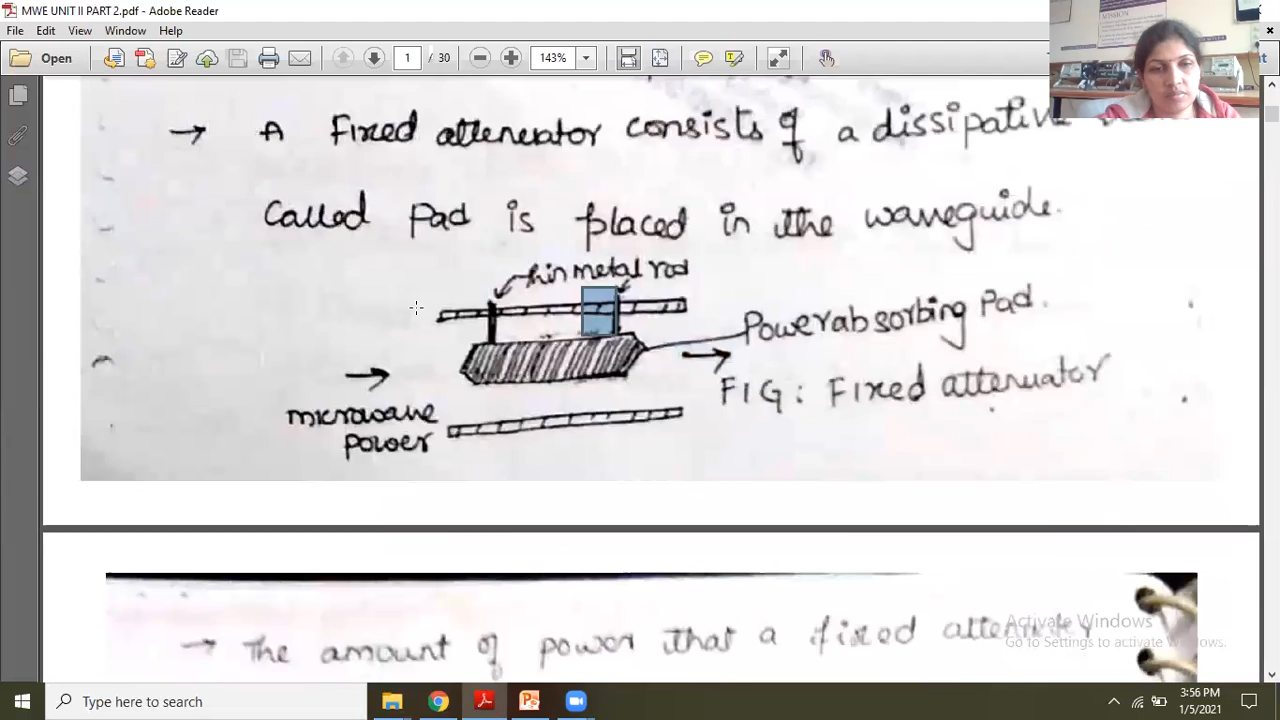 MWE UNIT II PART 2.pdf - Adobe Reader
File Edit View Window Help
Open 1 / 30 143%
MISSION
→ A Fixed attenuator consists of a dissipative
Called Pad is placed in the waveguide.
thin metal rod
Power absorbing Pad.
microwave
power
FIG: Fixed attenuator
→ The amount of power that a fixed attenuator
Activate Windows
Go to Settings to activate Windows.
Type here to search
3:56 PM
1/5/2021